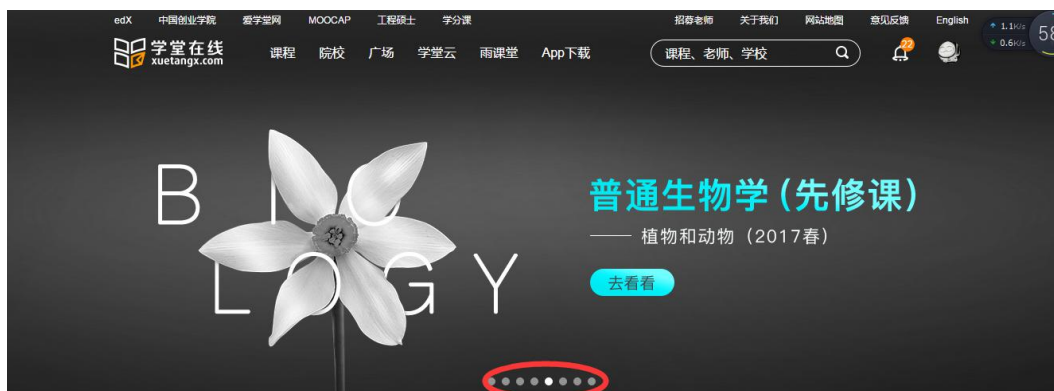 edX 中国创业学院 爱学堂网 MOOCAP 工程硕士 学分课 招募老师 关于我们 网站地图 意见反馈 English
学堂在线
xuetangx.com
课程 院校 广场 学堂云 雨课堂 App下载 课程、老师、学校 22
1.1K/s
0.6K/s
58
BIOLOGY
普通生物学(先修课)
—— 植物和动物（2017春）
去看看